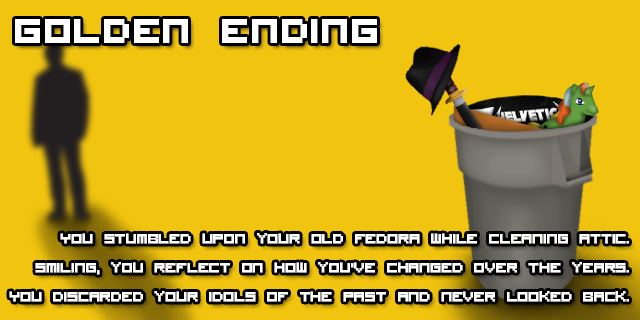 GOLDEN ENDING
HELVETIC
YOU STUMBLED UPON YOUR OLD FEDORA WHILE CLEANING ATTIC.
SMILING, YOU REFLECT ON HOW YOU'VE CHANGED OVER THE YEARS.
YOU DISCARDED YOUR IDOLS OF THE PAST AND NEVER LOOKED BACK.